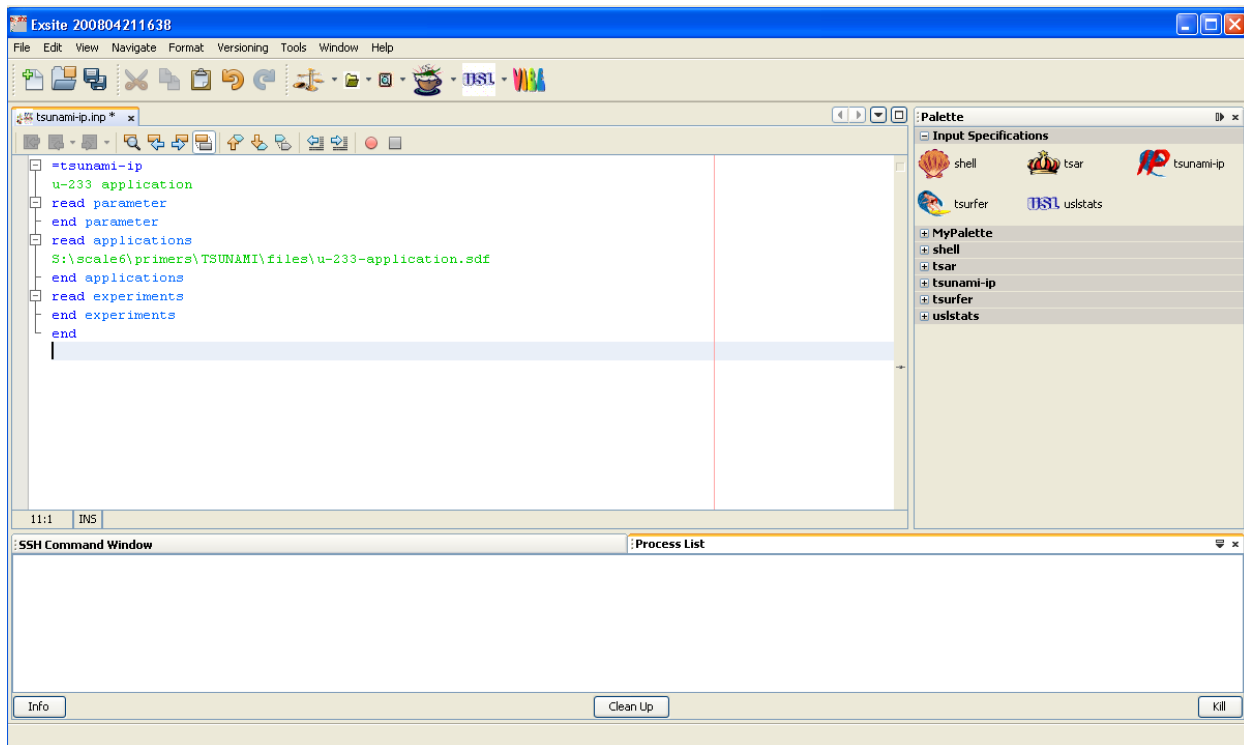 Exsite 200804211638
File Edit View Navigate Format Versioning Tools Window Help
USL
tsunami-ip.inp * x
=tsunami-ip
u-233 application
read parameter
end parameter
read applications
S:\scale6\primers\TSUNAMI\files\u-233-application.sdf
end applications
read experiments
end experiments
end
11:1 INS
Palette
Input Specifications
shell tsar tsunami-ip
tsurfer USL uslstats
MyPalette
shell
tsar
tsunami-ip
tsurfer
uslstats
SSH Command Window Process List
Info Clean Up Kill